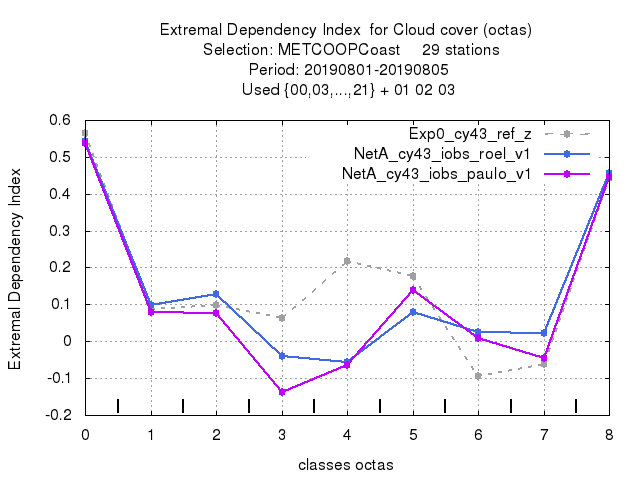 Extremal Dependency Index  for Cloud cover (octas)
Selection: METCOOPCoast     29 stations
Period: 20190801-20190805
Used {00,03,...,21} + 01 02 03
Extremal Dependency Index
0.6
0.5
0.4
0.3
0.2
0.1
0
-0.1
-0.2
Exp0_cy43_ref_z
NetA_cy43_iobs_roel_v1
NetA_cy43_iobs_paulo_v1
0 1 2 3 4 5 6 7 8
classes octas